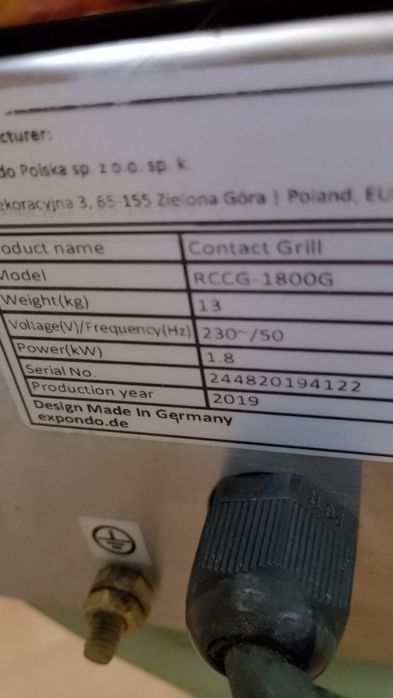 cturer:
do Polska sp. z o.o. sp. k.
ekoracyjna 3, 65-155 Zielona Góra | Poland, EU
oduct name Contact Grill
Model RCCG-1800G
Weight(kg) 13
Voltage(V)/Frequency(Hz) 230~/50
Power(kW) 1.8
Serial No. 244820194122
Production year 2019
Design Made In Germany
expondo.de